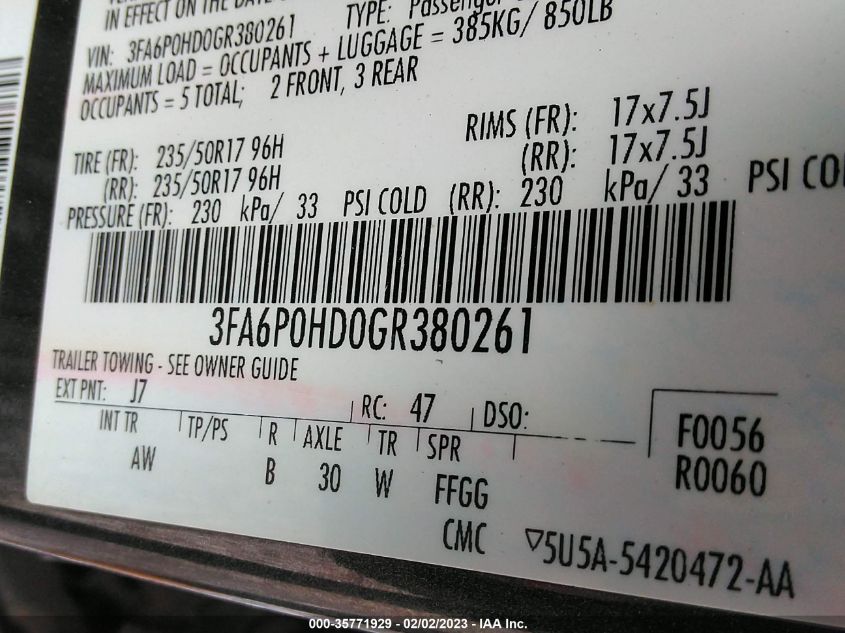 IN EFFECT ON THE DATE
VIN: 3FA6P0HD0GR380261 TYPE: Passenger
MAXIMUM LOAD = OCCUPANTS + LUGGAGE = 385KG/ 850LB
OCCUPANTS = 5 TOTAL; 2 FRONT, 3 REAR
TIRE (FR): 235/50R17 96H RIMS (FR): 17x7.5J
(RR): 235/50R17 96H (RR): 17x7.5J
PRESSURE (FR): 230 kPa/ 33 PSI COLD (RR): 230 kPa/ 33 PSI
3FA6P0HD0GR380261
TRAILER TOWING - SEE OWNER GUIDE
EXT PNT: J7 RC: 47 DSO:
INT TR TP/PS R AXLE TR SPR
AW B 30 W FFGG
CMC
F0056
R0060
▽5U5A-5420472-AA
000-35771929 - 02/02/2023 - IAA Inc.